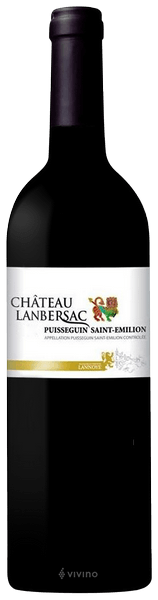 CHÂTEAU
LANBERSAC
PUISSEGUIN SAINT-EMILION
APPELLATION PUISSEGUIN SAINT-EMILION CONTRÔLÉE
LANNOYE
vivino